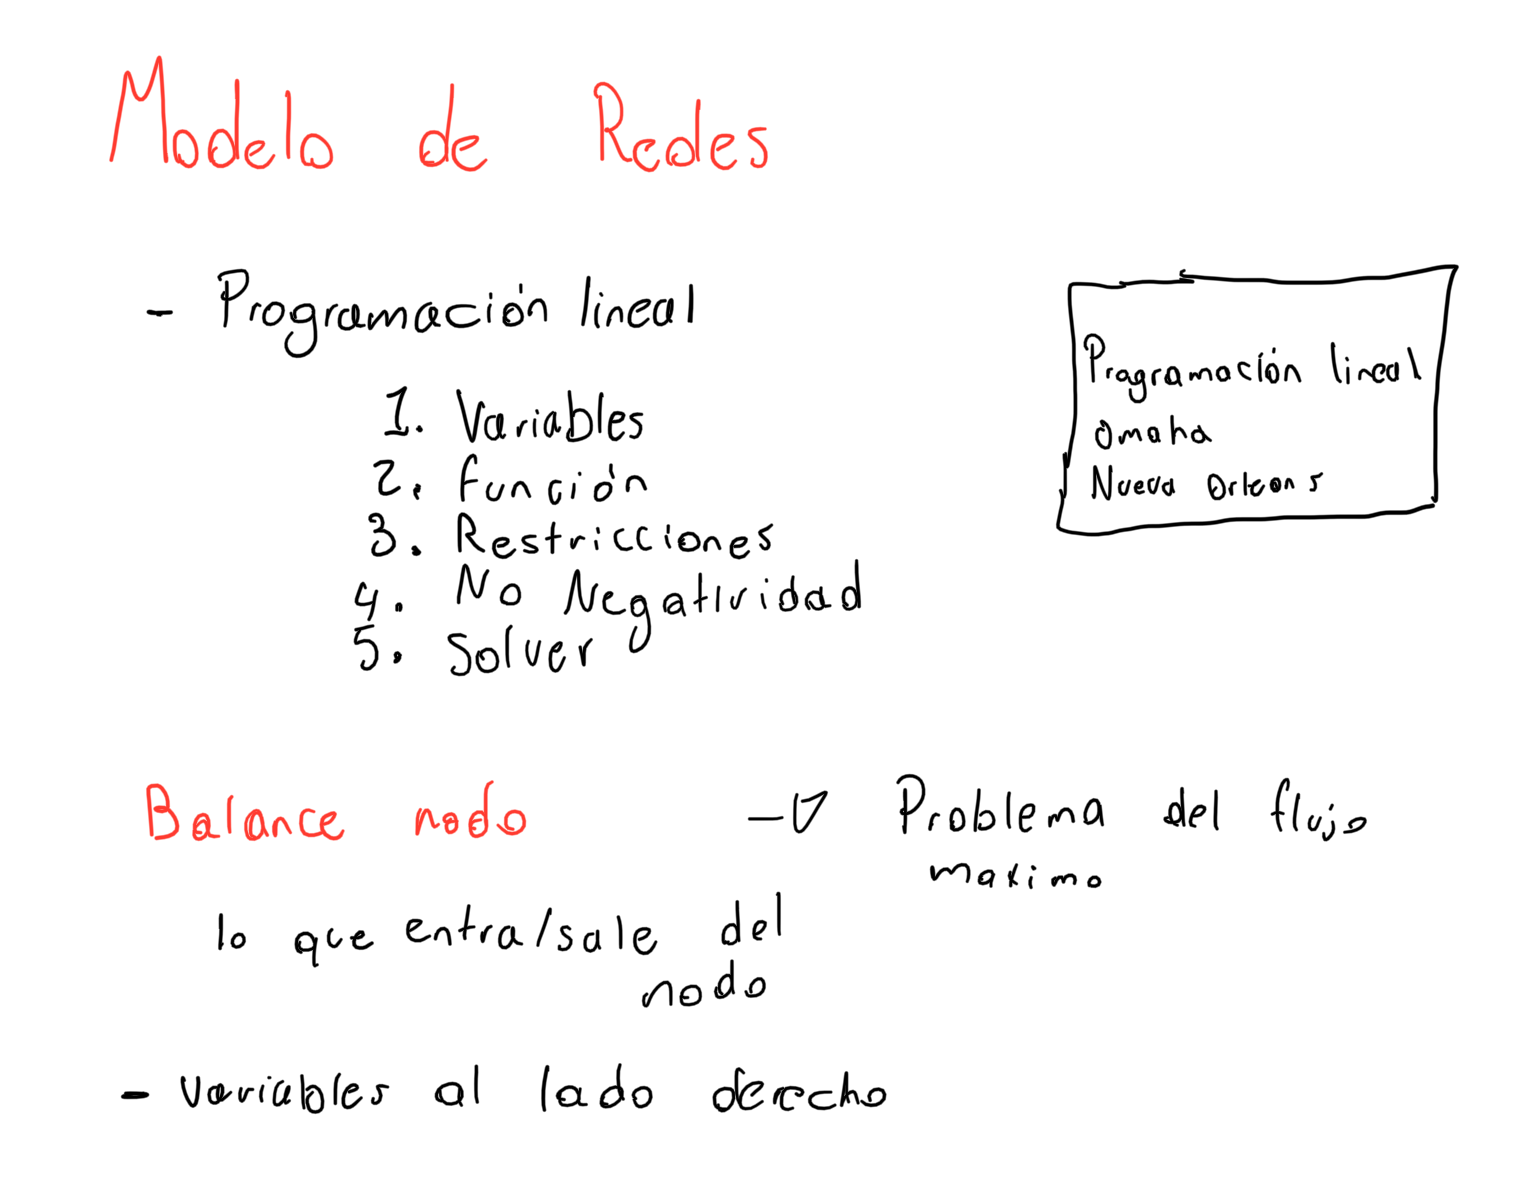 Modelo de Redes
- Programación lineal
1. Variables
2. Función
3. Restricciones
4. No Negatividad
5. Solver
Programación lineal
Omaha
Nueva Orleans
Balance nodo → Problema del flujo
maximo
lo que entra/sale del
nodo
- Variables al lado derecho